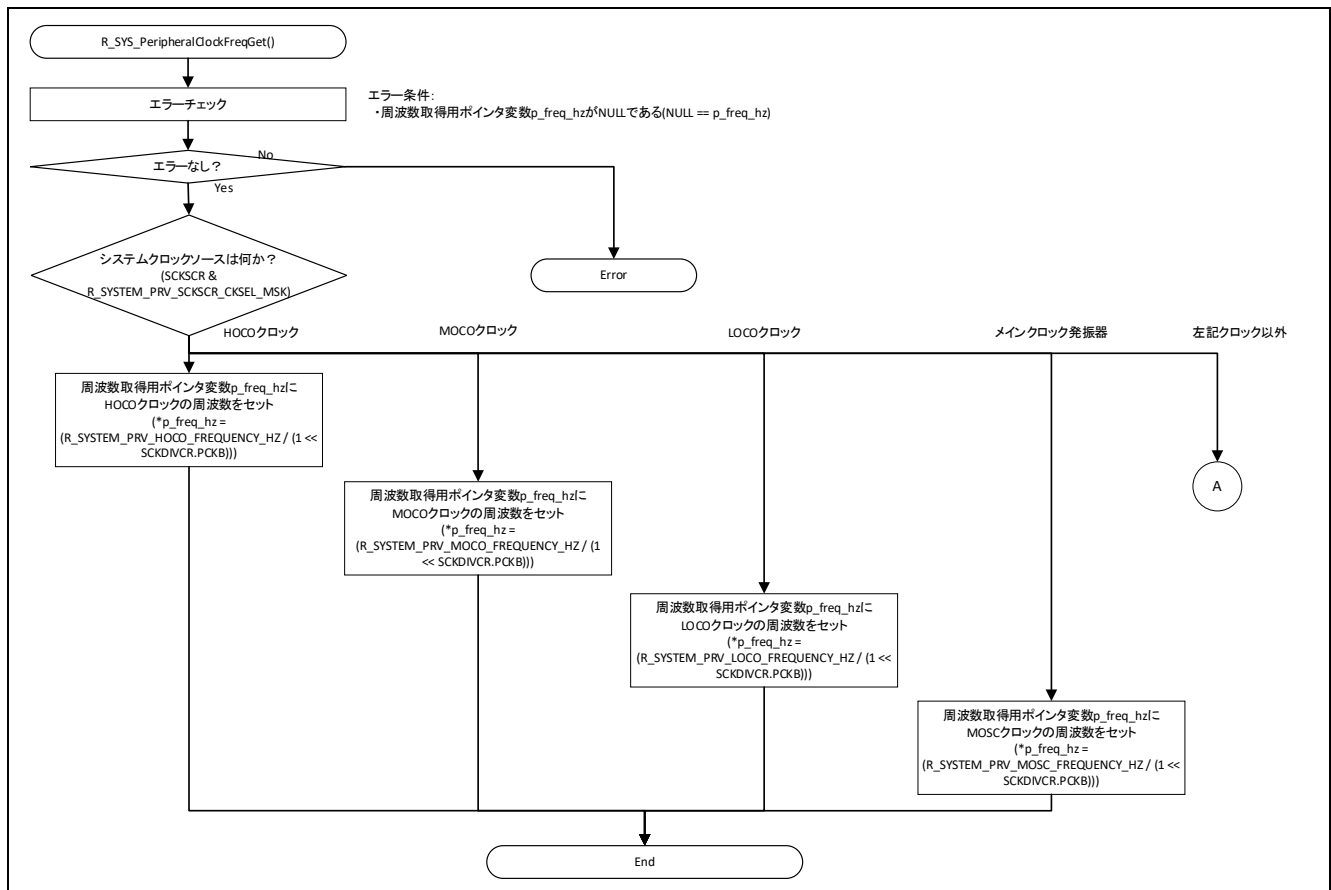 R_SYS_PeripheralClockFreqGet()
エラーチェック
エラー条件:
・周波数取得用ポインタ変数p_freq_hzがNULLである(NULL == p_freq_hz)
エラーなし？
No
Yes
システムクロックソースは何か？
(SCKSCR &
R_SYSTEM_PRV_SCKSCR_CKSEL_MSK)
Error
HOCOクロック
MOCOクロック
LOCOクロック
メインクロック発振器
左記クロック以外
周波数取得用ポインタ変数p_freq_hzに
HOCOクロックの周波数をセット
(*p_freq_hz =
(R_SYSTEM_PRV_HOCO_FREQUENCY_HZ / (1 <<
SCKDIVCR.PCKB)))
周波数取得用ポインタ変数p_freq_hzに
MOCOクロックの周波数をセット
(*p_freq_hz =
(R_SYSTEM_PRV_MOCO_FREQUENCY_HZ / (1
<< SCKDIVCR.PCKB)))
A
周波数取得用ポインタ変数p_freq_hzに
LOCOクロックの周波数をセット
(*p_freq_hz =
(R_SYSTEM_PRV_LOCO_FREQUENCY_HZ / (1 <<
SCKDIVCR.PCKB)))
周波数取得用ポインタ変数p_freq_hzに
MOSCクロックの周波数をセット
(*p_freq_hz =
(R_SYSTEM_PRV_MOSC_FREQUENCY_HZ / (1 <<
SCKDIVCR.PCKB)))
End